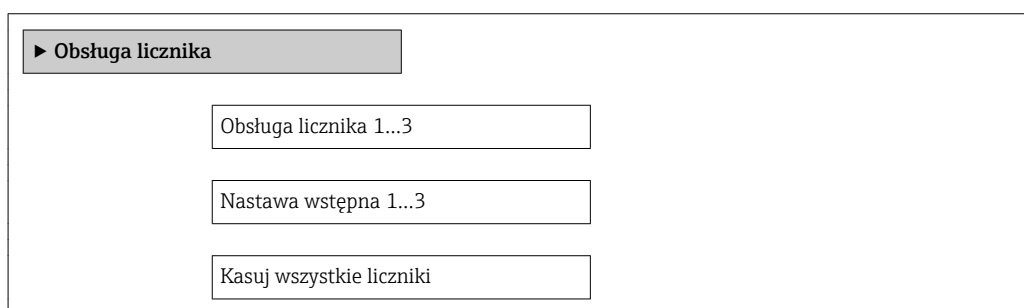 ▶ Obsługa licznika
Obsługa licznika 1…3
Nastawa wstępna 1…3
Kasuj wszystkie liczniki